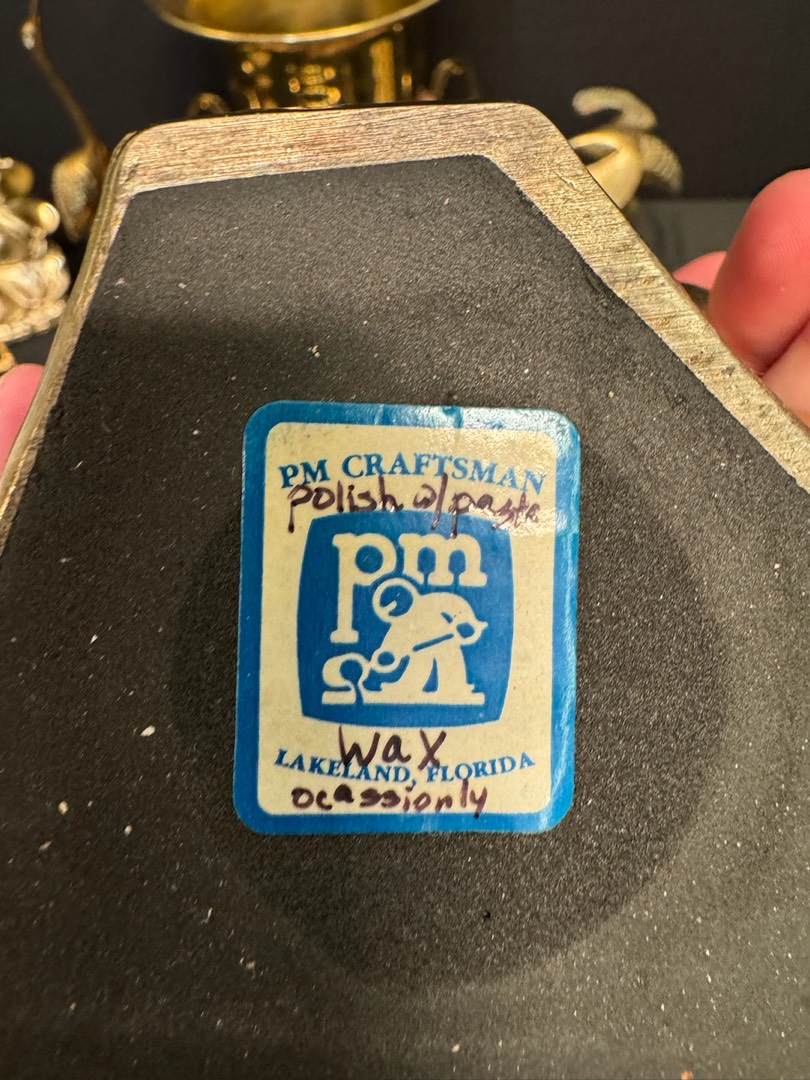 PM CRAFTSMAN
polish w/paste
pm
wax
LAKELAND, FLORIDA
ocassionly